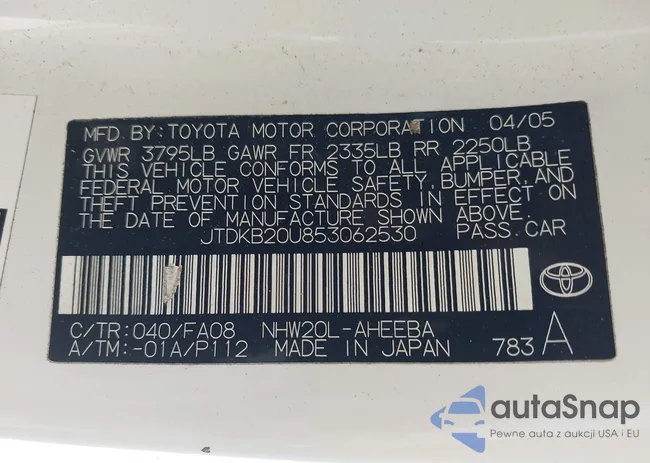 MFD. BY: TOYOTA MOTOR CORPORATION 04/05
GVWR 3795LB GAWR FR 2335LB RR 2250LB
THIS VEHICLE CONFORMS TO ALL APPLICABLE
FEDERAL MOTOR VEHICLE SAFETY, BUMPER, AND
THEFT PREVENTION STANDARDS IN EFFECT ON
THE DATE OF MANUFACTURE SHOWN ABOVE.
JTDKB20U853062530 PASS. CAR
C/TR: 040/FA08 NHW20L-AHEEBA
A/TM: -01A/P112 MADE IN JAPAN 783 A
autaSnap
Pewne auta z aukcji USA i EU